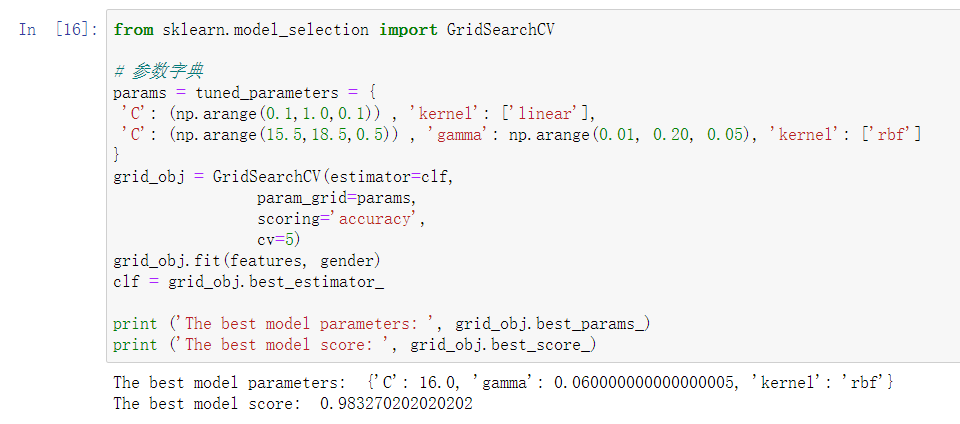 In [16]: from sklearn.model_selection import GridSearchCV
# 参数字典
params = tuned_parameters = {
'C': (np.arange(0.1,1.0,0.1)) , 'kernel': ['linear'],
'C': (np.arange(15.5,18.5,0.5)) , 'gamma': np.arange(0.01, 0.20, 0.05), 'kernel': ['rbf']
}
grid_obj = GridSearchCV(estimator=clf,
param_grid=params,
scoring='accuracy',
cv=5)
grid_obj.fit(features, gender)
clf = grid_obj.best_estimator_
print ('The best model parameters: ', grid_obj.best_params_)
print ('The best model score: ', grid_obj.best_score_)
The best model parameters:  {'C': 16.0, 'gamma': 0.060000000000000005, 'kernel': 'rbf'}
The best model score:  0.983270202020202